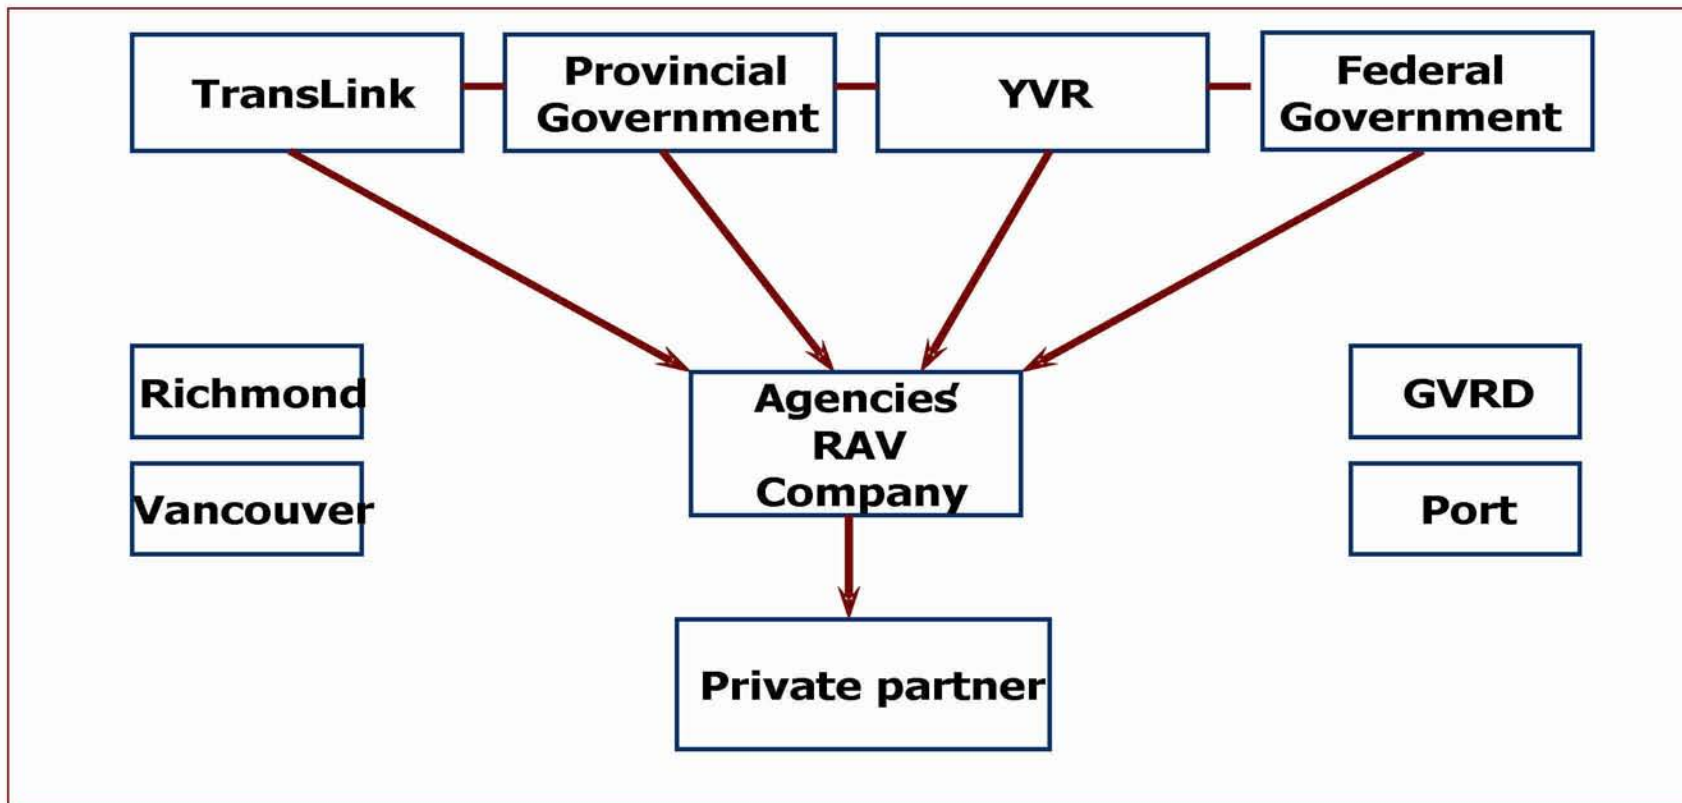 TransLink
Provincial
Government
YVR
Federal
Government
Richmond
Vancouver
Agencies’
RAV
Company
GVRD
Port
Private partner